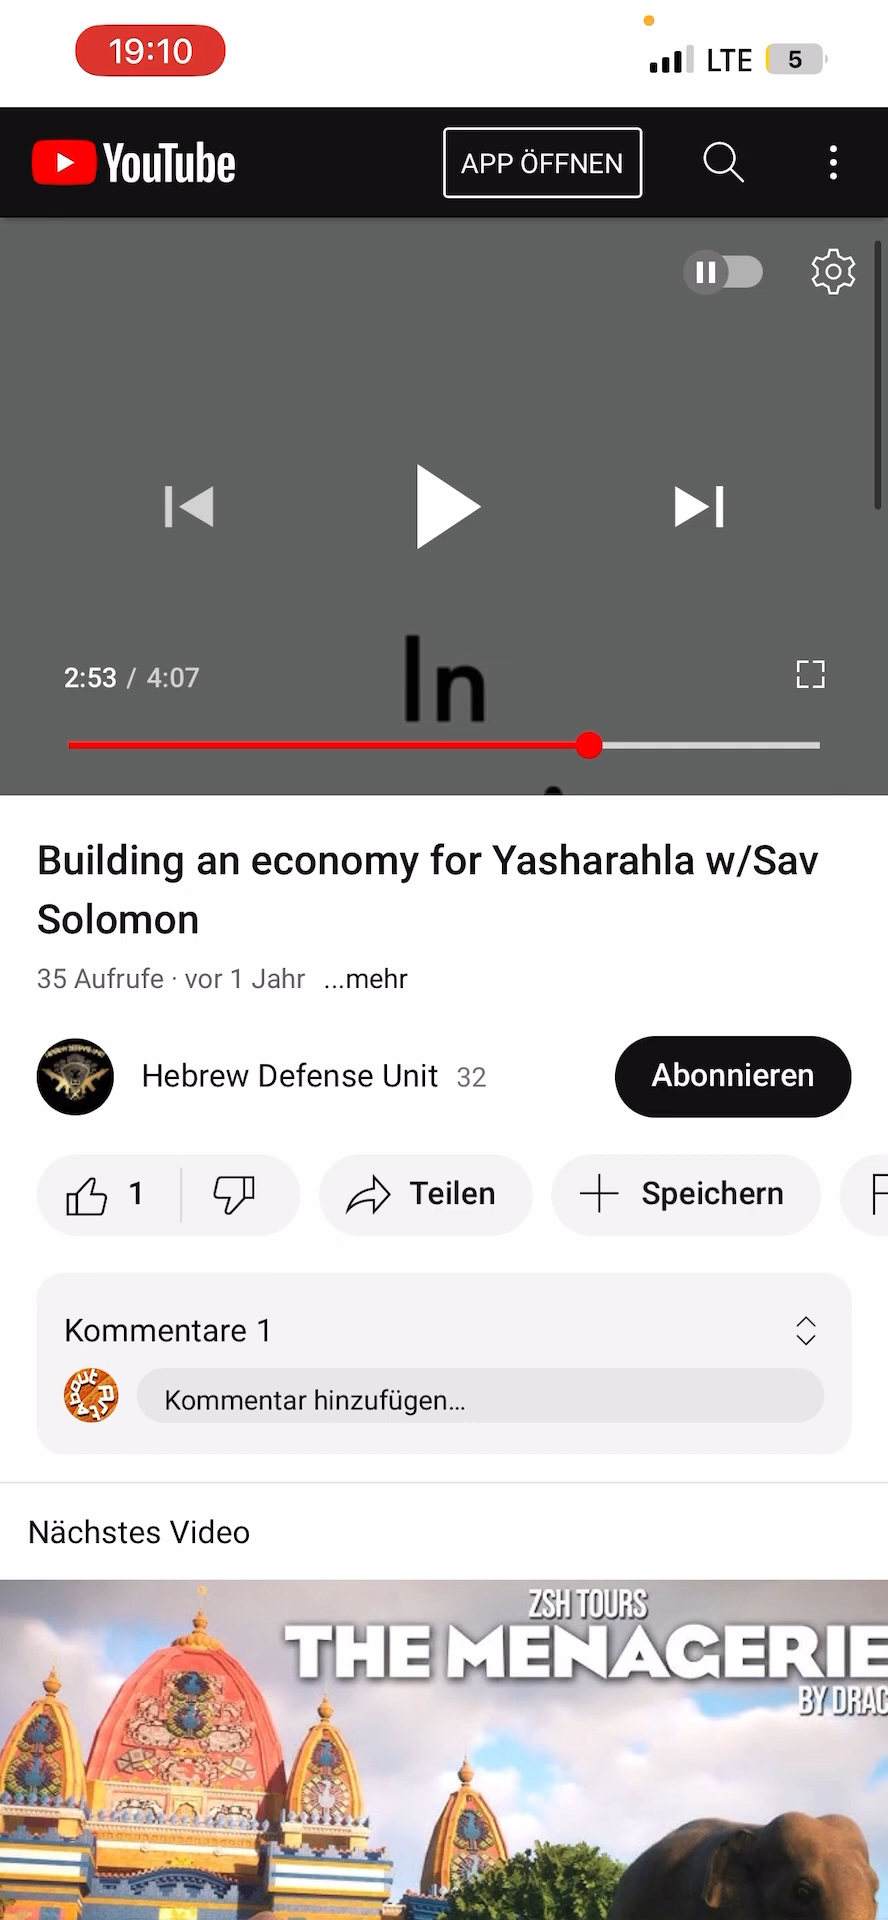 19:10
LTE 5
YouTube
APP ÖFFNEN
In
2:53 / 4:07
Building an economy for Yasharahla w/Sav
Solomon
35 Aufrufe · vor 1 Jahr ...mehr
Hebrew Defense Unit 32
Abonnieren
1
Teilen
Speichern
Kommentare 1
Kommentar hinzufügen...
Nächstes Video
ZSH TOURS
THE MENAGERIE
BY DRAC